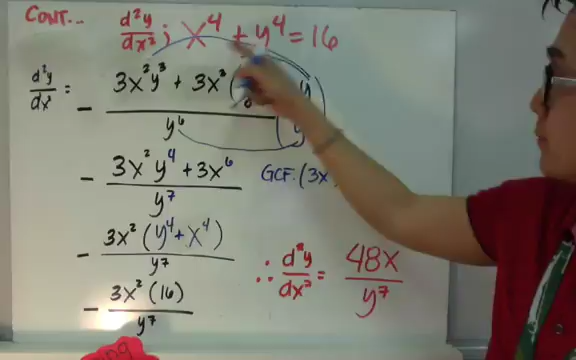 CONT... d²y/dx²; x⁴ + y⁴ = 16
d²y/dx² = - 3x²y³ + 3x³ ( y
y⁶ y
- 3x²y⁴ + 3x⁶ / y⁷ GCF: (3x
- 3x² (y⁴ + x⁴) / y⁷
∴ d²y/dx² = 48x / y⁷
- 3x² (16) / y⁷